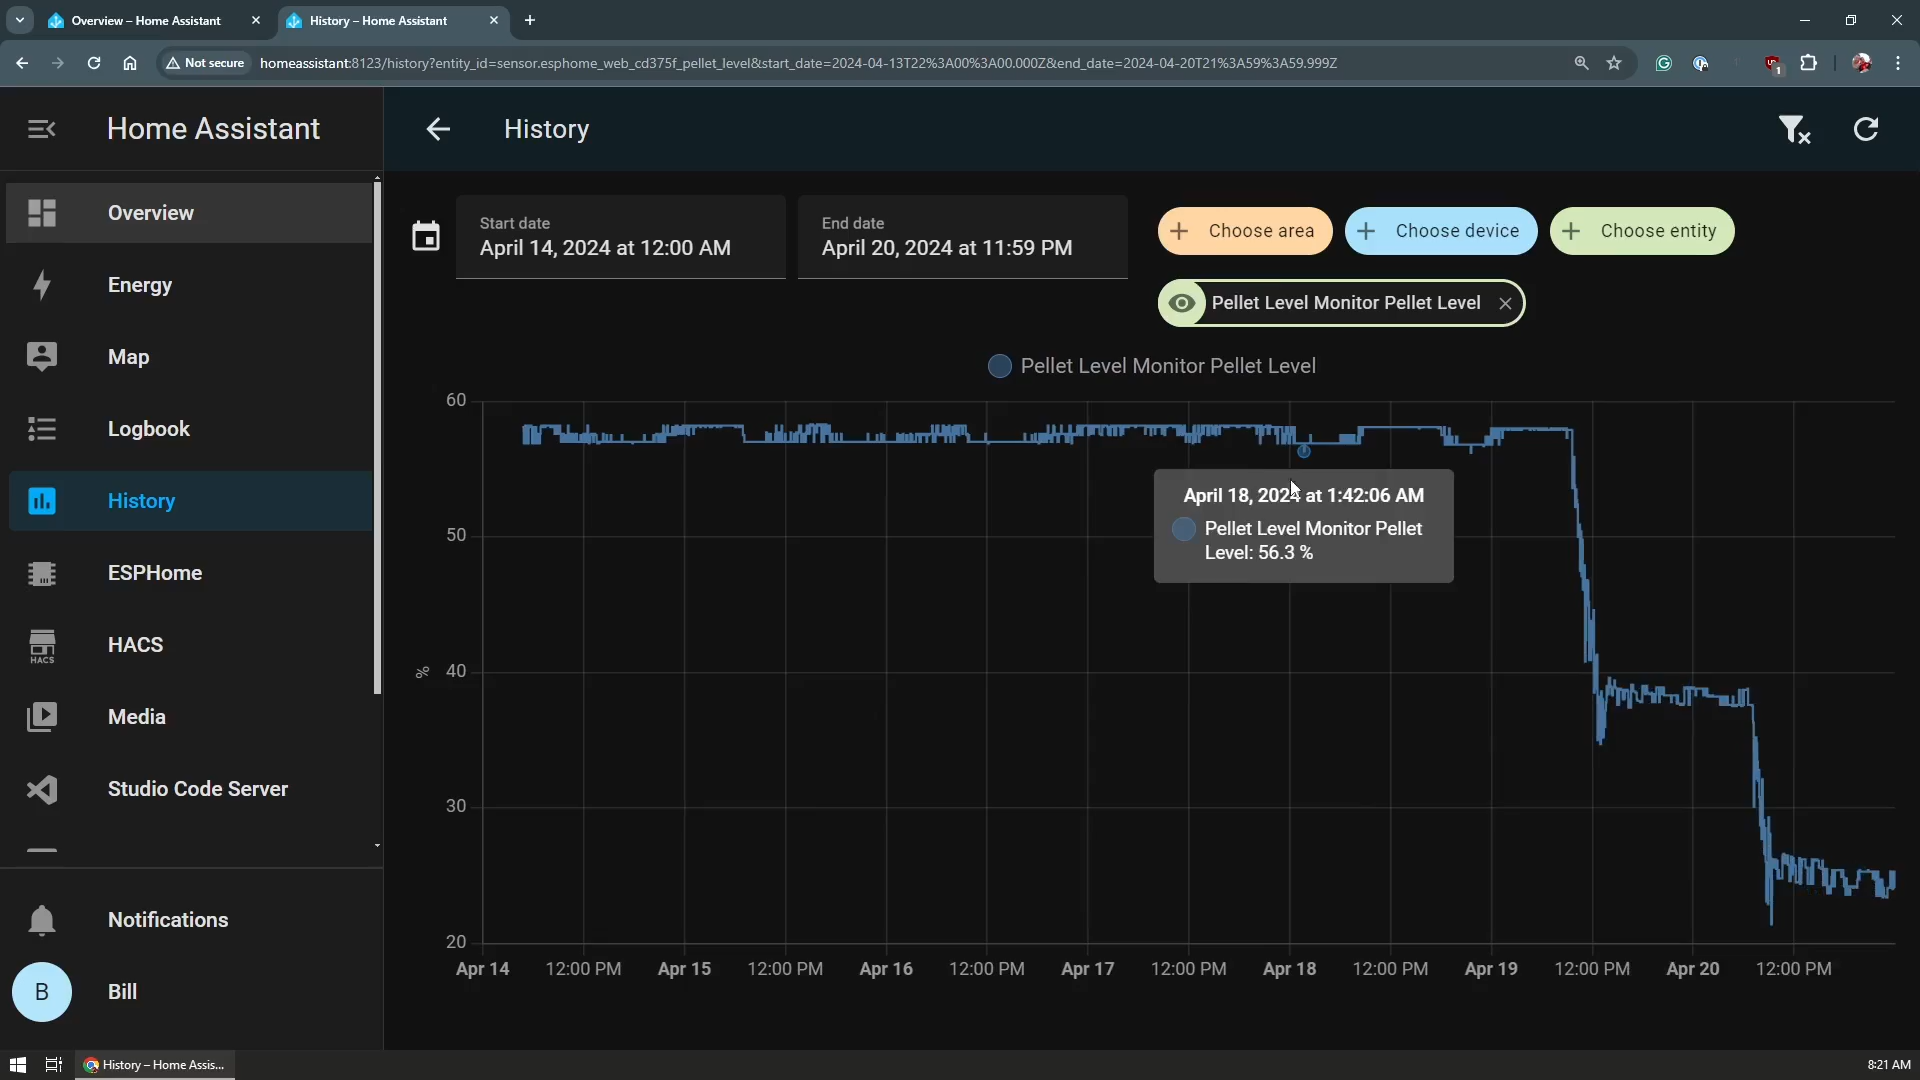 Overview – Home Assistant
History – Home Assistant
Not secure
homeassistant:8123/history?entity_id=sensor.esphome_web_cd375f_pellet_level&start_date=2024-04-13T22%3A00%3A00.000Z&end_date=2024-04-20T21%3A59%3A59.999Z
1
Home Assistant
History
Overview
Energy
Map
Logbook
History
ESPHome
HACS
HACS
Media
Studio Code Server
Notifications
B
Bill
Start date
April 14, 2024 at 12:00 AM
End date
April 20, 2024 at 11:59 PM
Choose area
Choose device
Choose entity
Pellet Level Monitor Pellet Level
Pellet Level Monitor Pellet Level
60
50
40
30
20
%
April 18, 2024 at 1:42:06 AM
Pellet Level Monitor Pellet
Level: 56.3 %
Apr 14
12:00 PM
Apr 15
12:00 PM
Apr 16
12:00 PM
Apr 17
12:00 PM
Apr 18
12:00 PM
Apr 19
12:00 PM
Apr 20
12:00 PM
History – Home Assis...
8:21 AM